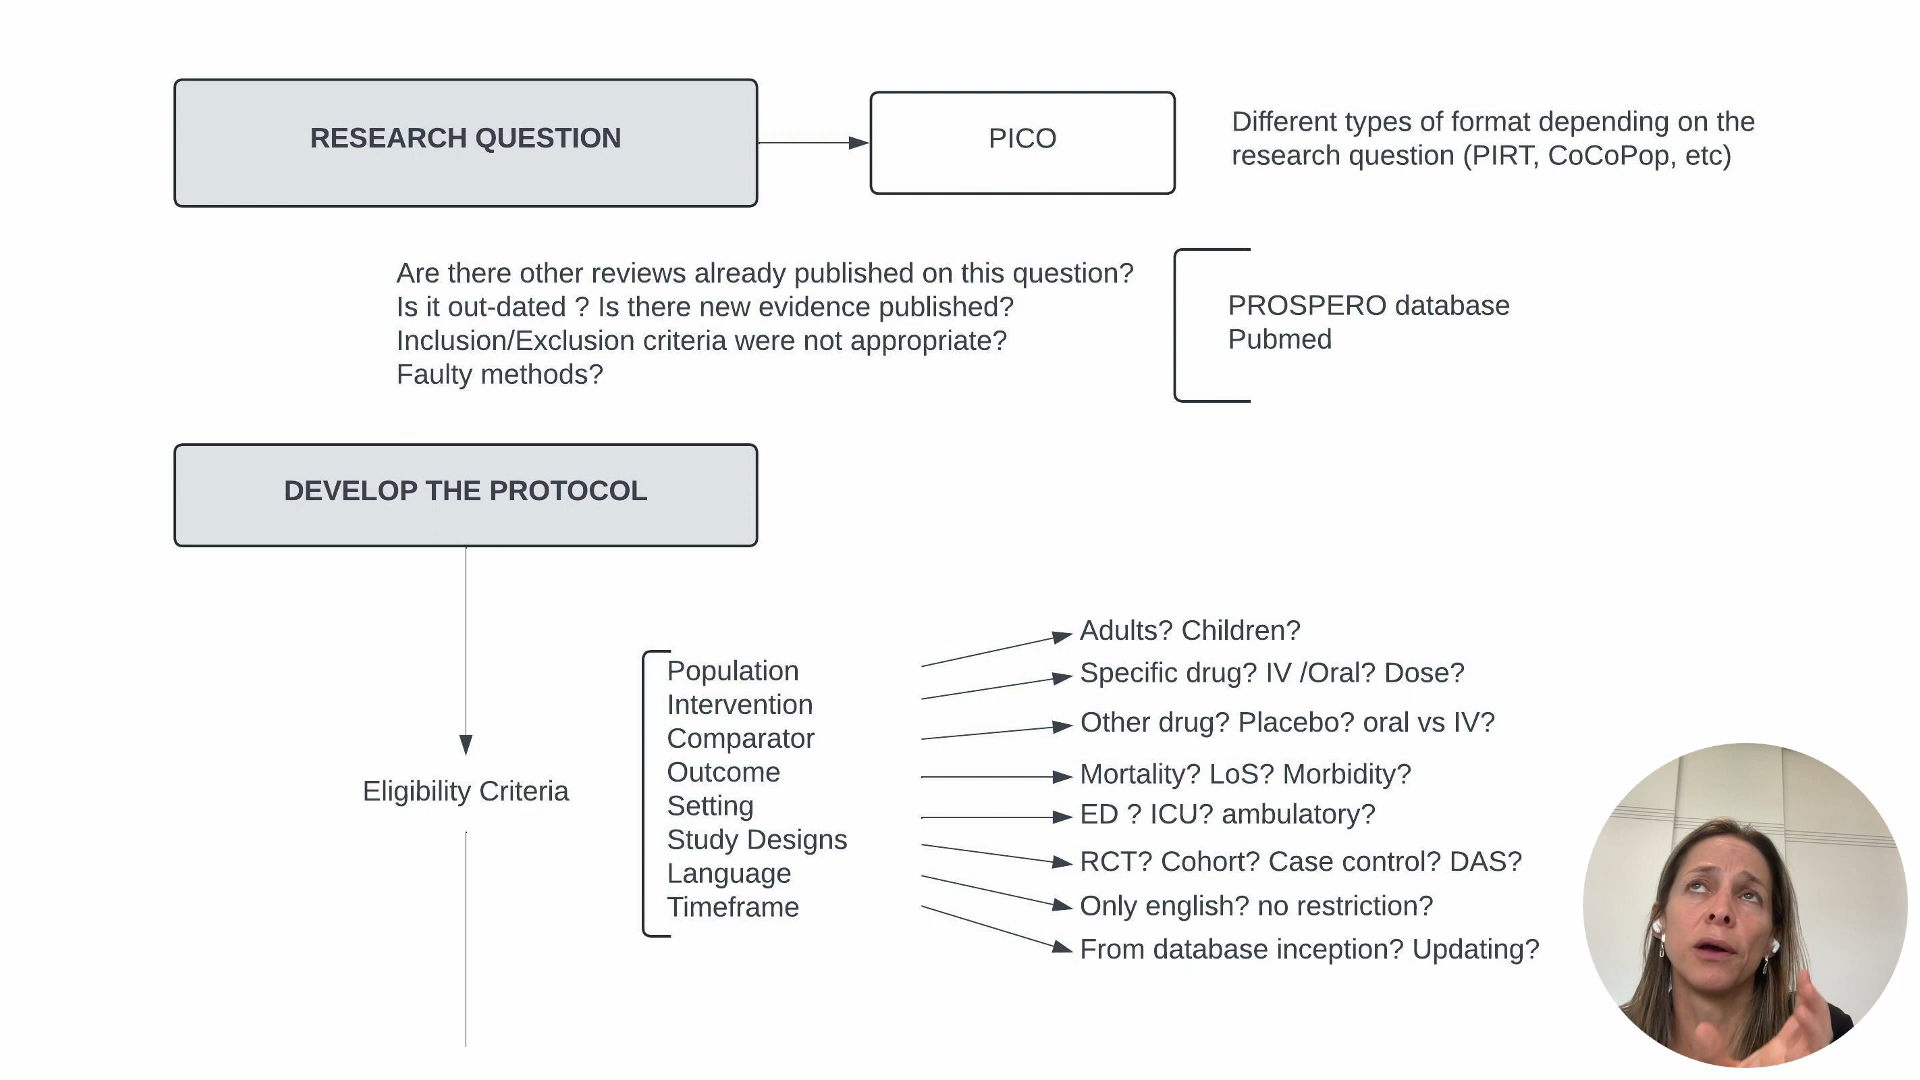 RESEARCH QUESTION
PICO
Different types of format depending on the
research question (PIRT, CoCoPop, etc)
Are there other reviews already published on this question?
Is it out-dated ? Is there new evidence published?
Inclusion/Exclusion criteria were not appropriate?
Faulty methods?
PROSPERO database
Pubmed
DEVELOP THE PROTOCOL
Eligibility Criteria
Population
Intervention
Comparator
Outcome
Setting
Study Designs
Language
Timeframe
Adults? Children?
Specific drug? IV /Oral? Dose?
Other drug? Placebo? oral vs IV?
Mortality? LoS? Morbidity?
ED ? ICU? ambulatory?
RCT? Cohort? Case control? DAS?
Only english? no restriction?
From database inception? Updating?